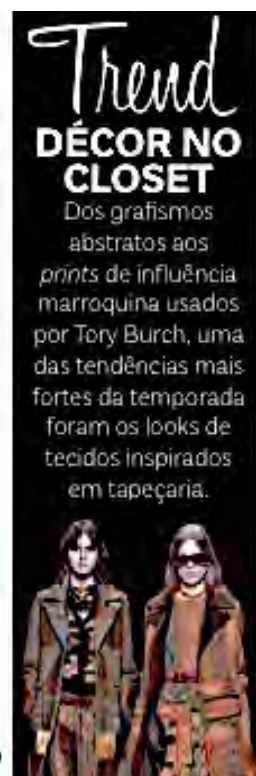 Trend
DÉCOR NO
CLOSET
Dos grafismos
abstratos aos
prints de influência
marroquina usados
por Tory Burch, uma
das tendências mais
fortes da temporada
foram os looks de
tecidos inspirados
em tapeçaria.